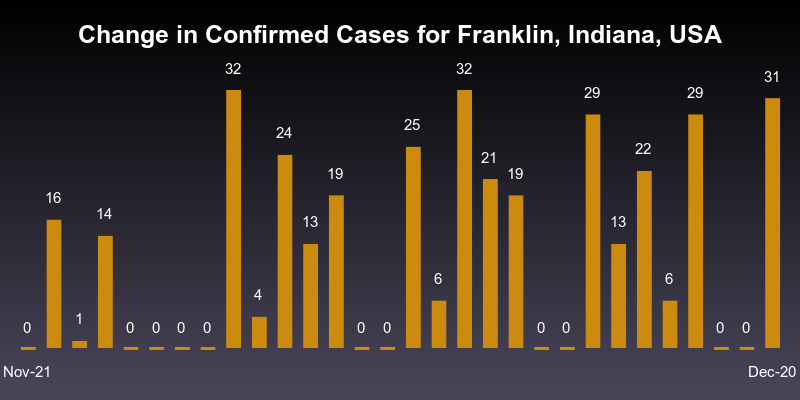 Change in Confirmed Cases for Franklin, Indiana, USA
0 16 1 14 0 0 0 0 32 4 24 13 19 0 0 25 6 32 21 19 0 0 29 13 22 6 29 0 0 31
Nov-21 Dec-20